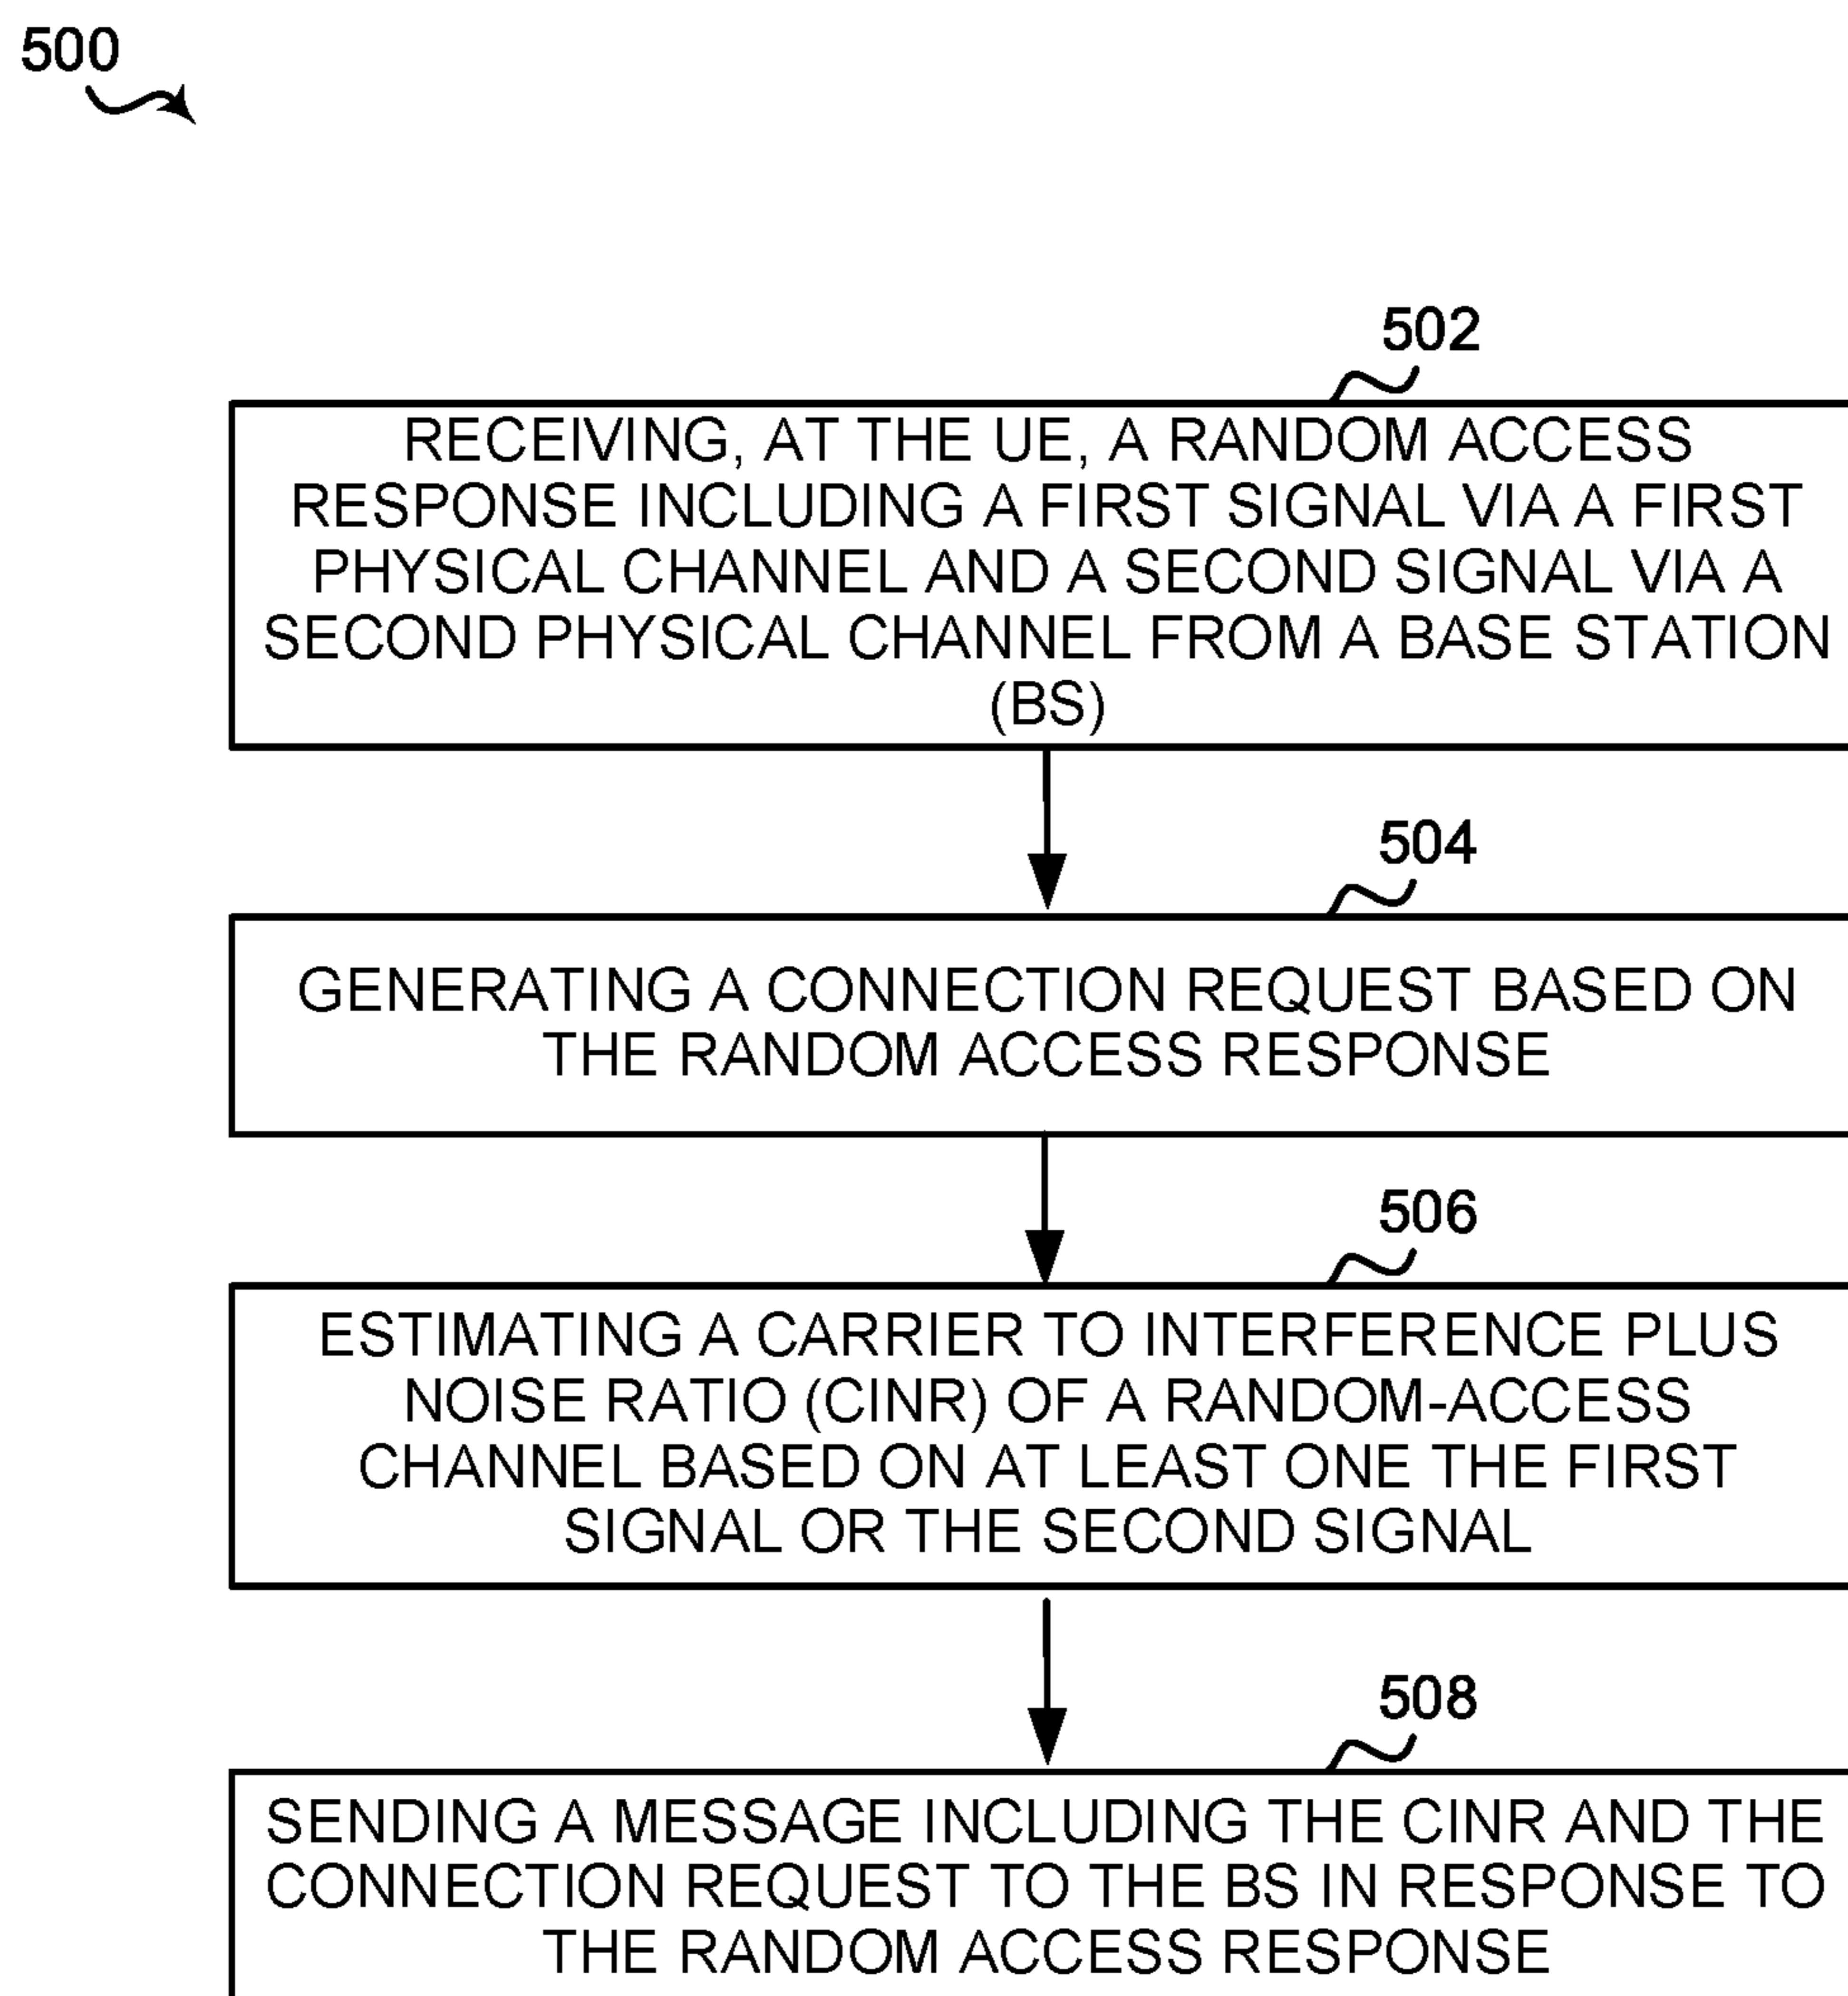 500
502
RECEIVING, AT THE UE, A RANDOM ACCESS
RESPONSE INCLUDING A FIRST SIGNAL VIA A FIRST
PHYSICAL CHANNEL AND A SECOND SIGNAL VIA A
SECOND PHYSICAL CHANNEL FROM A BASE STATION
(BS)
504
GENERATING A CONNECTION REQUEST BASED ON
THE RANDOM ACCESS RESPONSE
506
ESTIMATING A CARRIER TO INTERFERENCE PLUS
NOISE RATIO (CINR) OF A RANDOM-ACCESS
CHANNEL BASED ON AT LEAST ONE THE FIRST
SIGNAL OR THE SECOND SIGNAL
508
SENDING A MESSAGE INCLUDING THE CINR AND THE
CONNECTION REQUEST TO THE BS IN RESPONSE TO
THE RANDOM ACCESS RESPONSE